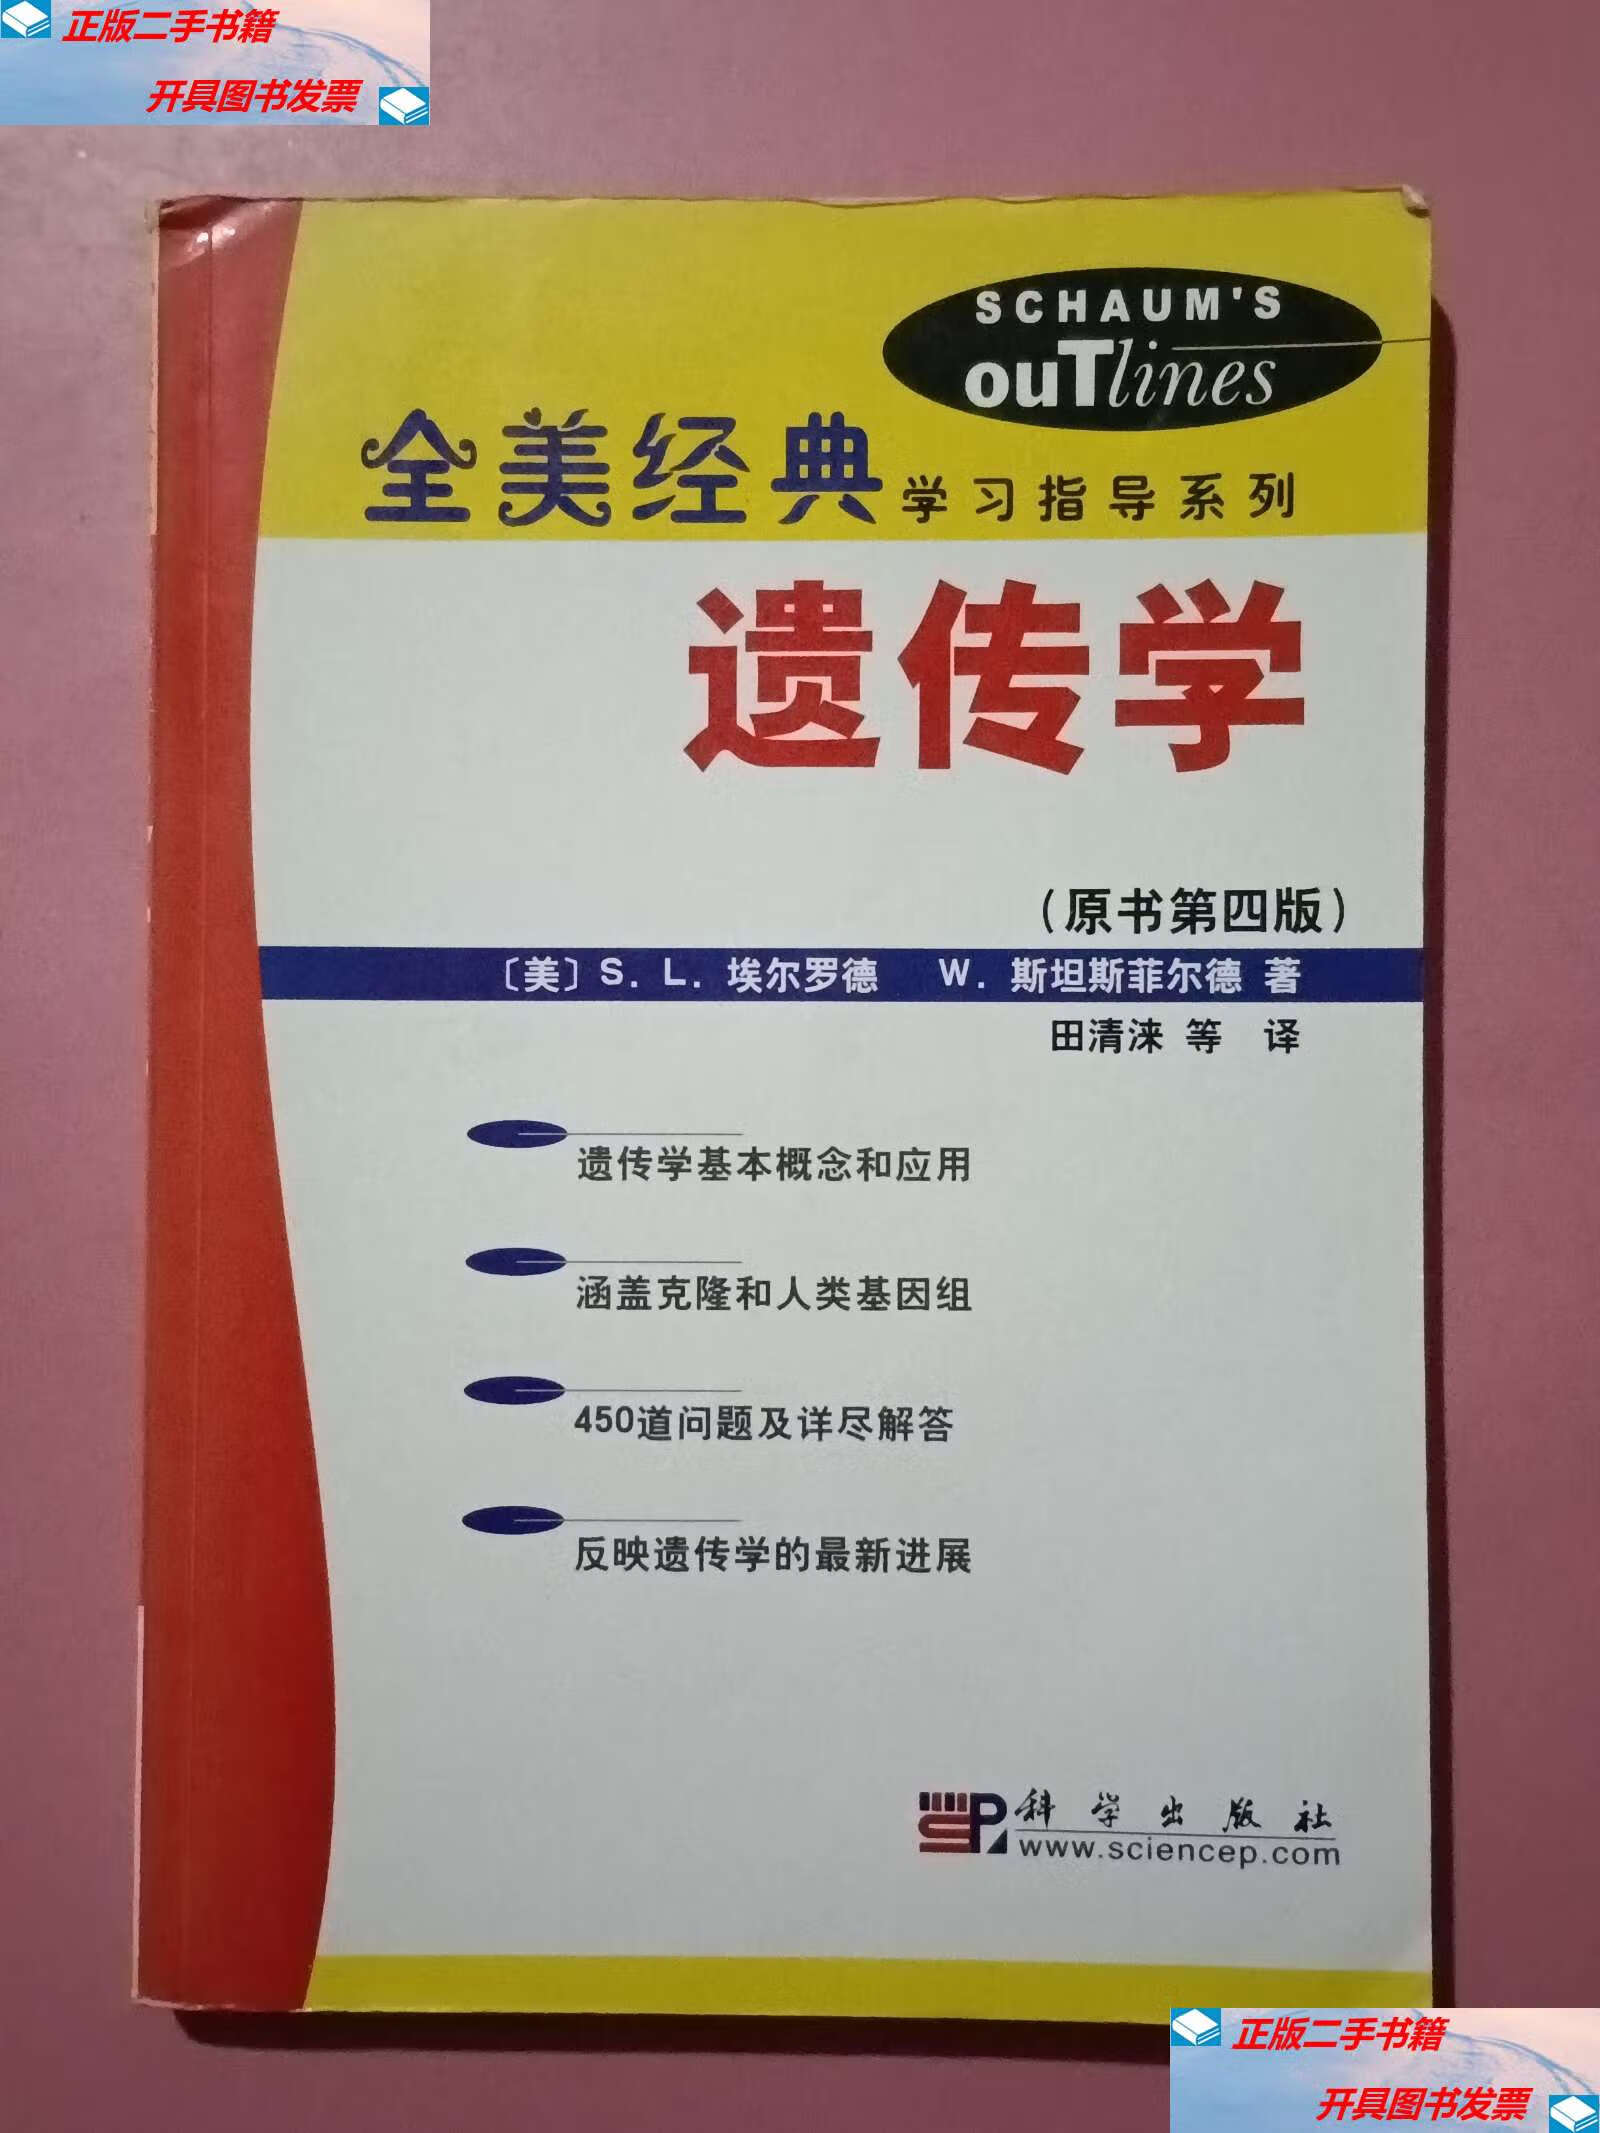 正版二手书籍
开具图书发票
SCHAUM'S
ouTlines
全美经典学习指导系列
遗传学
（原书第四版）
〔美〕S．L．埃尔罗德　W．斯坦斯菲尔德 著
田清涞 等 译
遗传学基本概念和应用
涵盖克隆和人类基因组
450道问题及详尽解答
反映遗传学的最新进展
科学出版社
www.sciencep.com
正版二手书籍
开具图书发票